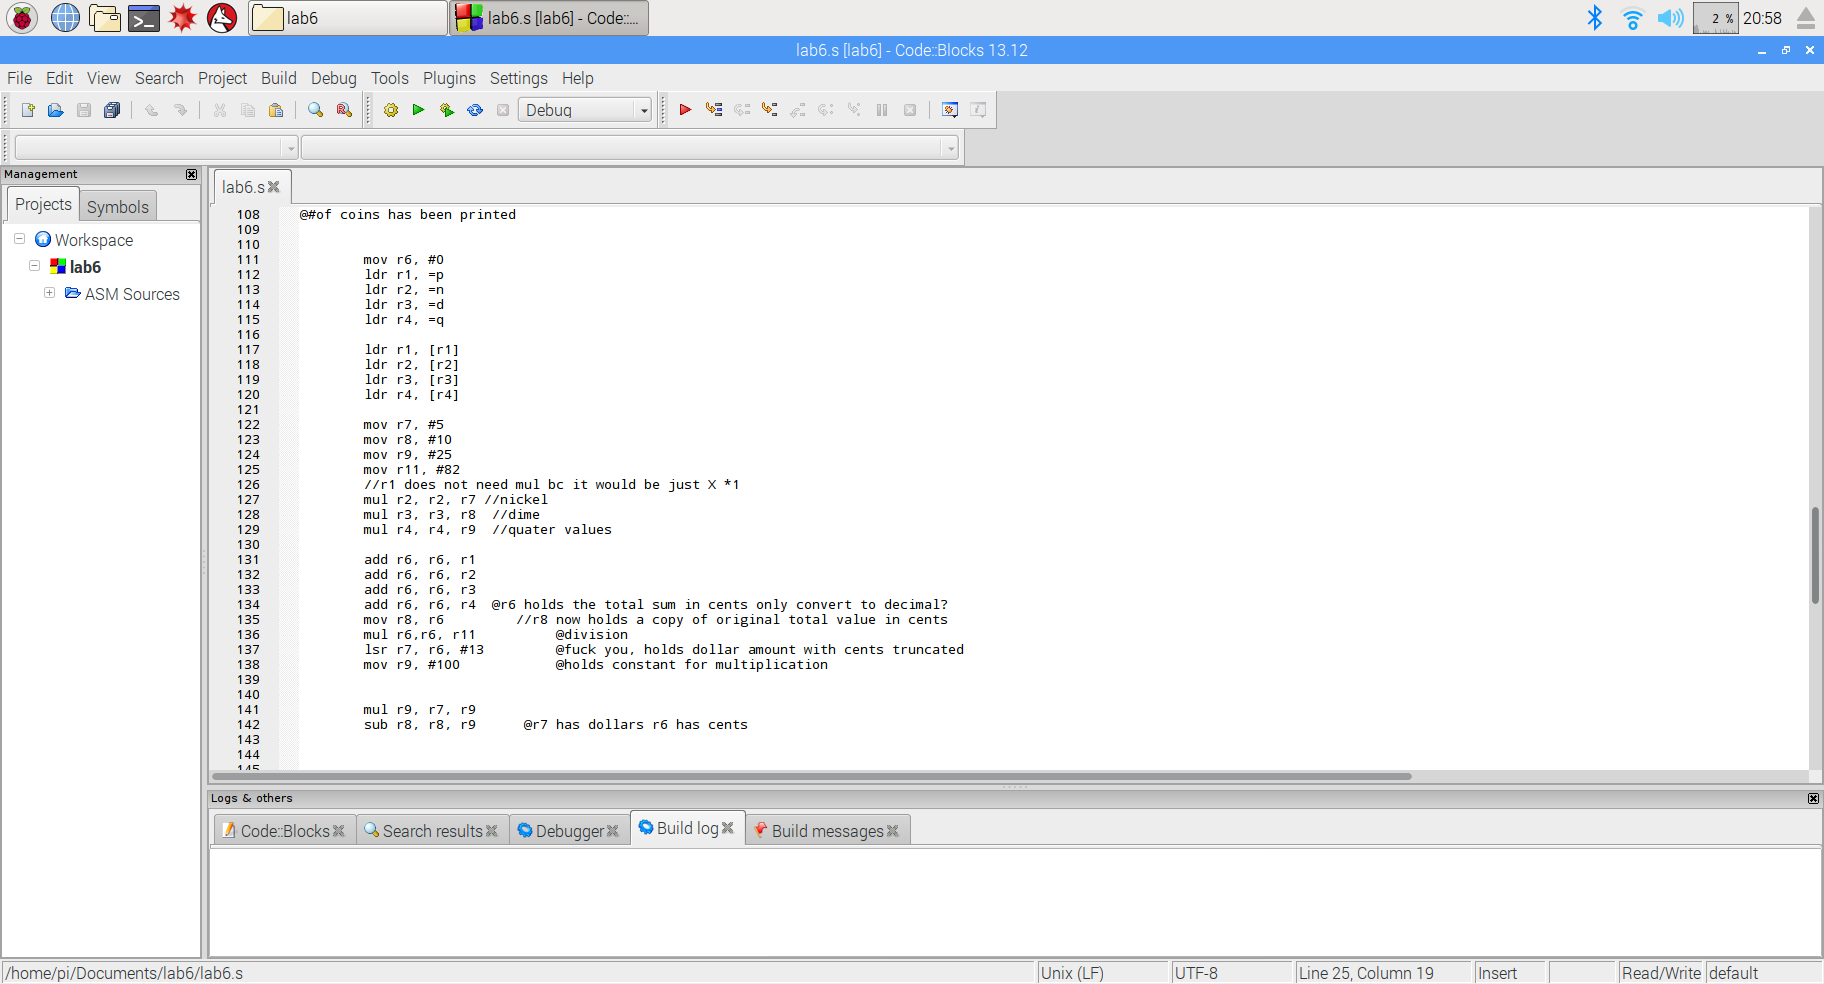 lab6
lab6.s [lab6] - Code::...
2 %
20:58
lab6.s [lab6] - Code::Blocks 13.12
File Edit View Search Project Build Debug Tools Plugins Settings Help
Debug
Management
Projects
Symbols
Workspace
lab6
ASM Sources
lab6.s
108 @#of coins has been printed
109
110
111 mov r6, #0
112 ldr r1, =p
113 ldr r2, =n
114 ldr r3, =d
115 ldr r4, =q
116
117 ldr r1, [r1]
118 ldr r2, [r2]
119 ldr r3, [r3]
120 ldr r4, [r4]
121
122 mov r7, #5
123 mov r8, #10
124 mov r9, #25
125 mov r11, #82
126 //r1 does not need mul bc it would be just X *1
127 mul r2, r2, r7 //nickel
128 mul r3, r3, r8 //dime
129 mul r4, r4, r9 //quater values
130
131 add r6, r6, r1
132 add r6, r6, r2
133 add r6, r6, r3
134 add r6, r6, r4 @r6 holds the total sum in cents only convert to decimal?
135 mov r8, r6 //r8 now holds a copy of original total value in cents
136 mul r6,r6, r11 @division
137 lsr r7, r6, #13 @fuck you, holds dollar amount with cents truncated
138 mov r9, #100 @holds constant for multiplication
139
140
141 mul r9, r7, r9
142 sub r8, r8, r9 @r7 has dollars r6 has cents
143
144
145
Logs & others
Code::Blocks
Search results
Debugger
Build log
Build messages
/home/pi/Documents/lab6/lab6.s
Unix (LF)
UTF-8
Line 25, Column 19
Insert
Read/Write
default